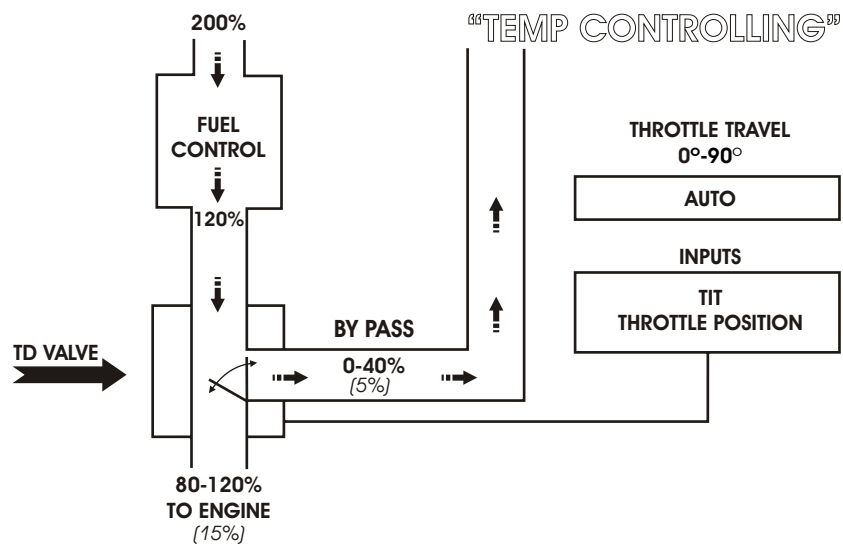 200%
“TEMP CONTROLLING”
FUEL
CONTROL
120%
THROTTLE TRAVEL
0°-90°
AUTO
INPUTS
TIT
THROTTLE POSITION
BY PASS
0-40%
(5%)
TD VALVE
80-120%
TO ENGINE
(15%)